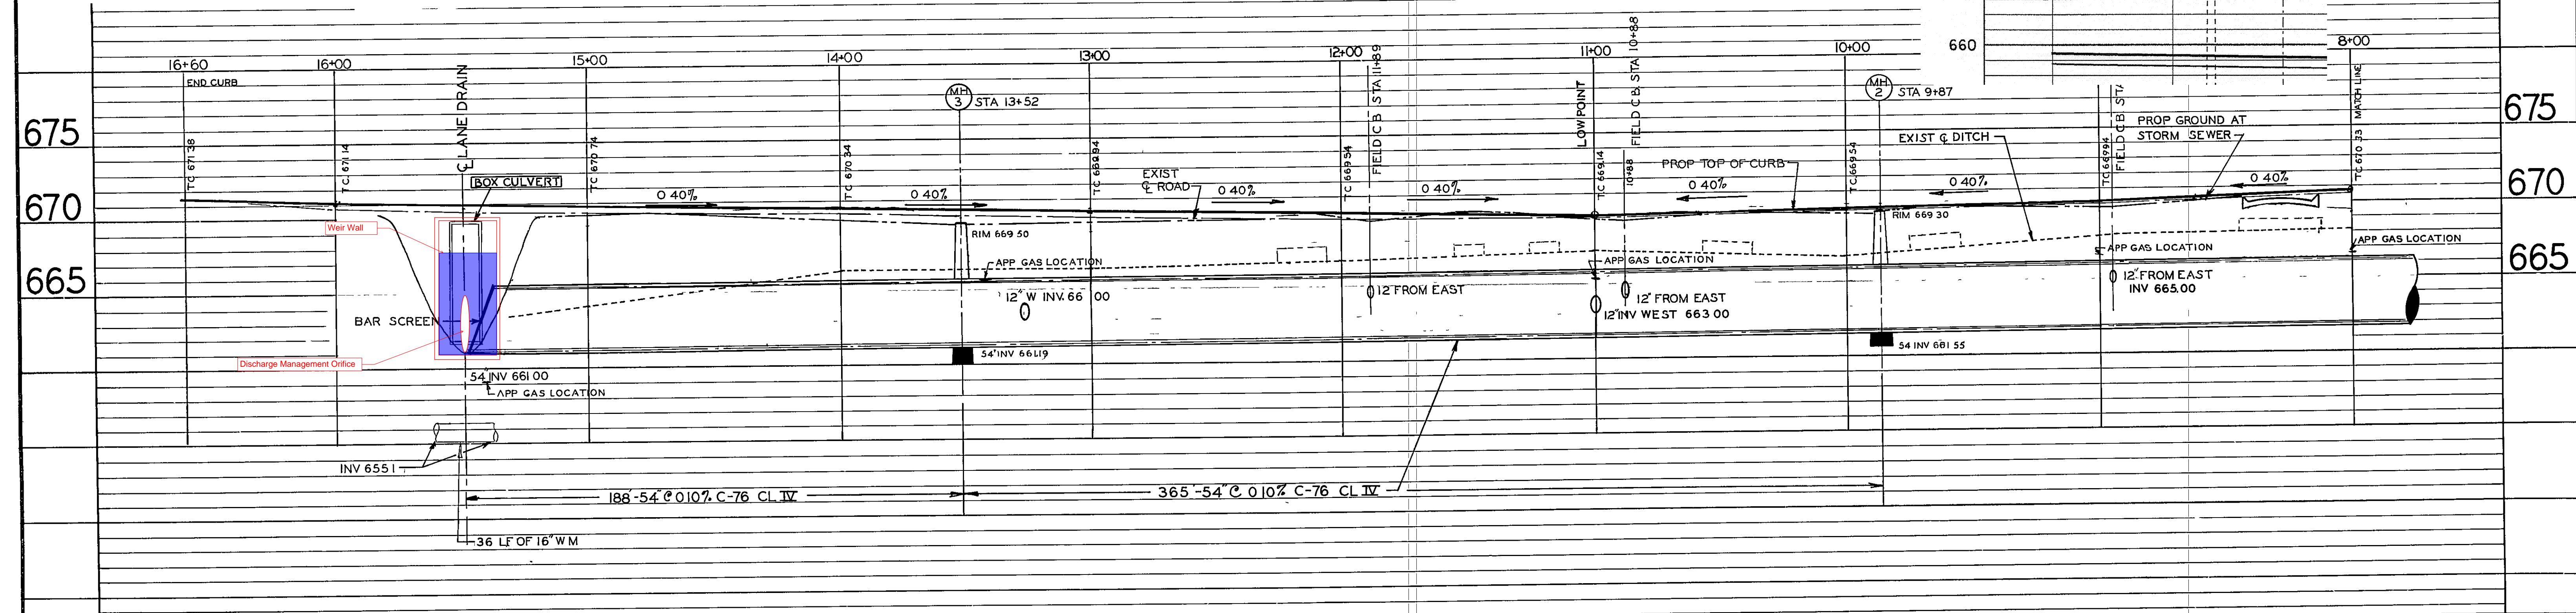 660
8+00
16+60
16+00
15+00
14+00
13+00
12+00
11+00
10+00
END CURB
℄ LANE DRAIN
MH
3
STA 13+52
FIELD CB STA 11+89
LOW POINT
FIELD CB STA 10+88
MH
2
STA 9+87
FIELD CB STA
MATCH LINE
675
675
TC 671 38
TC 671 14
TC 670 74
TC 670 34
TC 669 94
TC 669 54
TC 669.14
10+88
TC 669 54
TC 669 94
TC 670 33
EXIST ℄ DITCH
PROP GROUND AT
STORM SEWER
BOX CULVERT
EXIST
℄ ROAD
PROP TOP OF CURB
0 40%
0 40%
0 40%
0 40%
0 40%
0 40%
0 40%
670
670
Weir Wall
RIM 669 50
RIM 669 30
APP GAS LOCATION
APP GAS LOCATION
APP GAS LOCATION
APP GAS LOCATION
665
665
12" W INV. 66 00
12" FROM EAST
12" FROM EAST
12" INV WEST 663 00
12" FROM EAST
INV 665.00
BAR SCREEN
Discharge Management Orifice
54" INV 661 00
APP GAS LOCATION
54" INV 661.19
54 INV 661 55
INV 655 1
188'-54" @ 0.10% C-76 CL IV
365'-54" @ 0.10% C-76 CL IV
36 LF OF 16" WM